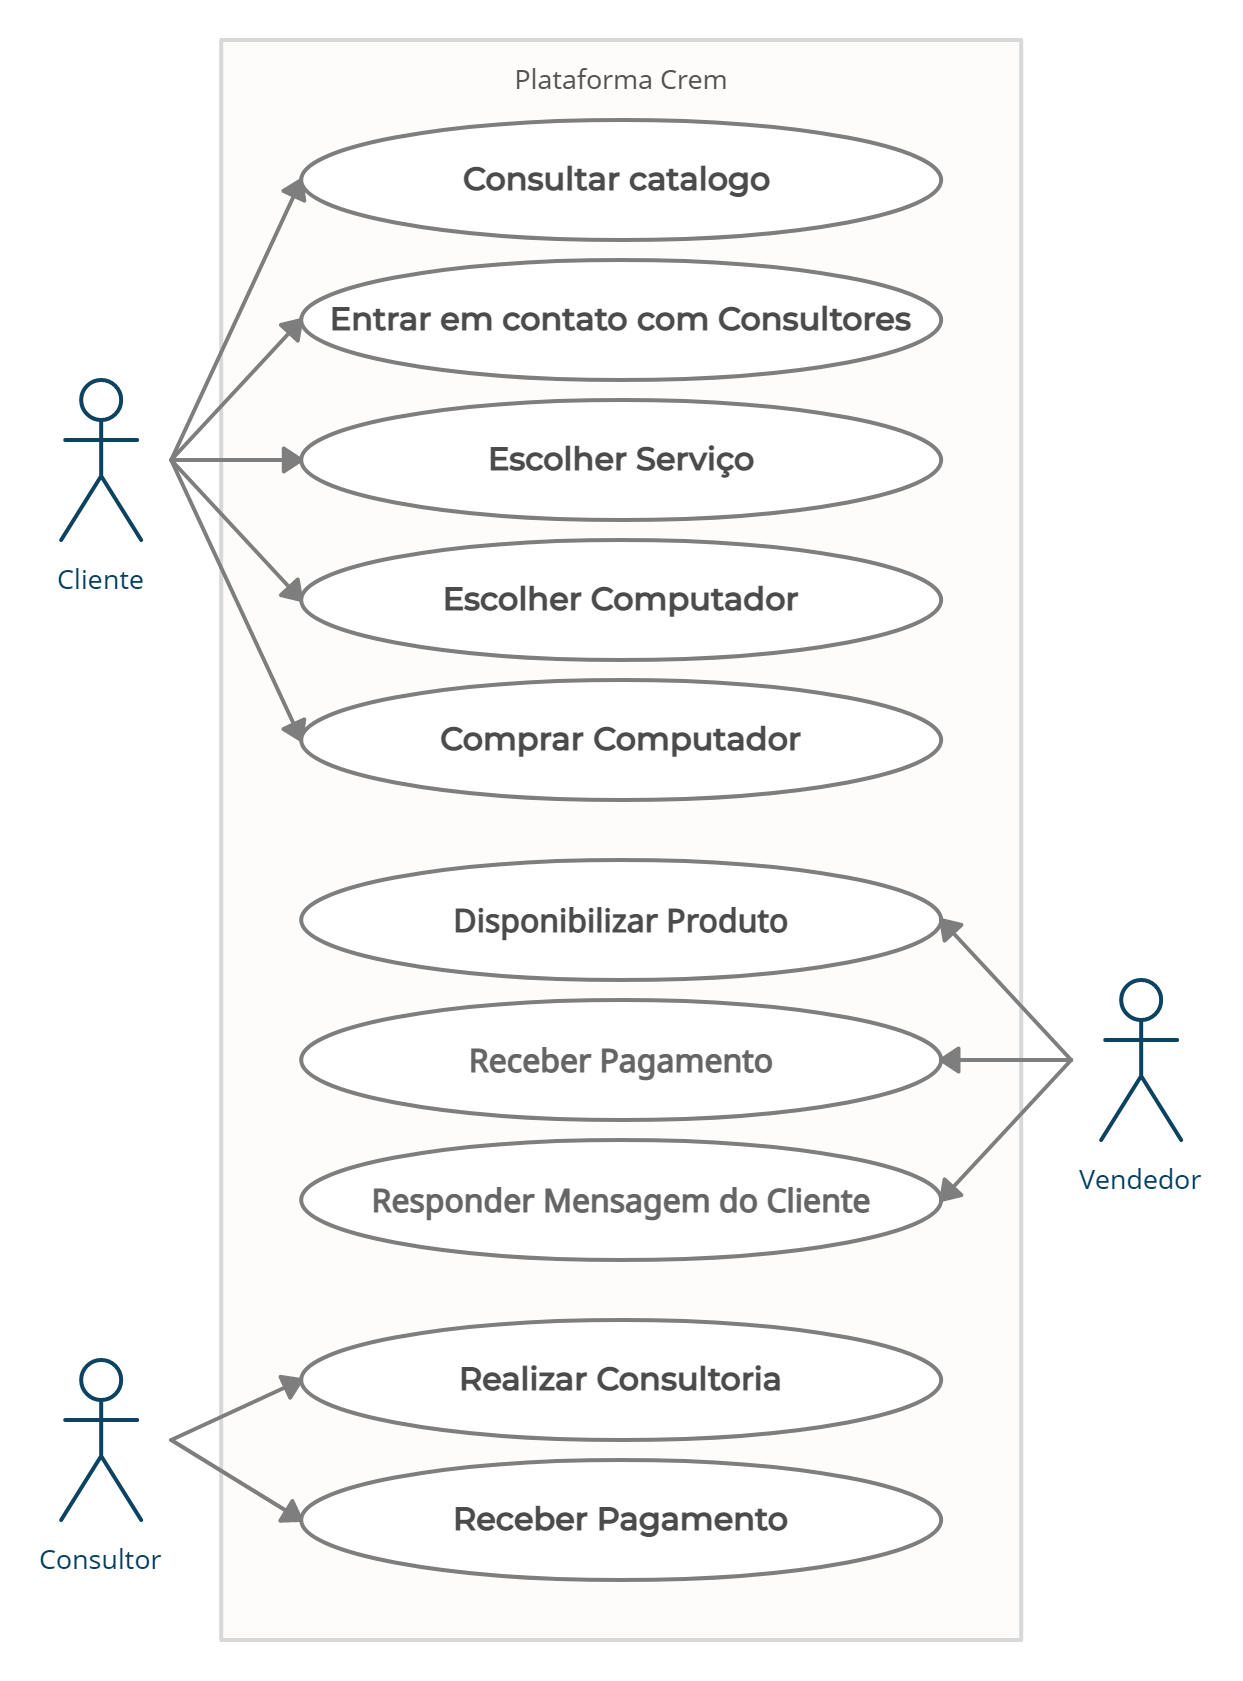 Plataforma Crem
Consultar catalogo
Entrar em contato com Consultores
Escolher Serviço
Cliente
Escolher Computador
Comprar Computador
Disponibilizar Produto
Receber Pagamento
Vendedor
Responder Mensagem do Cliente
Realizar Consultoria
Receber Pagamento
Consultor